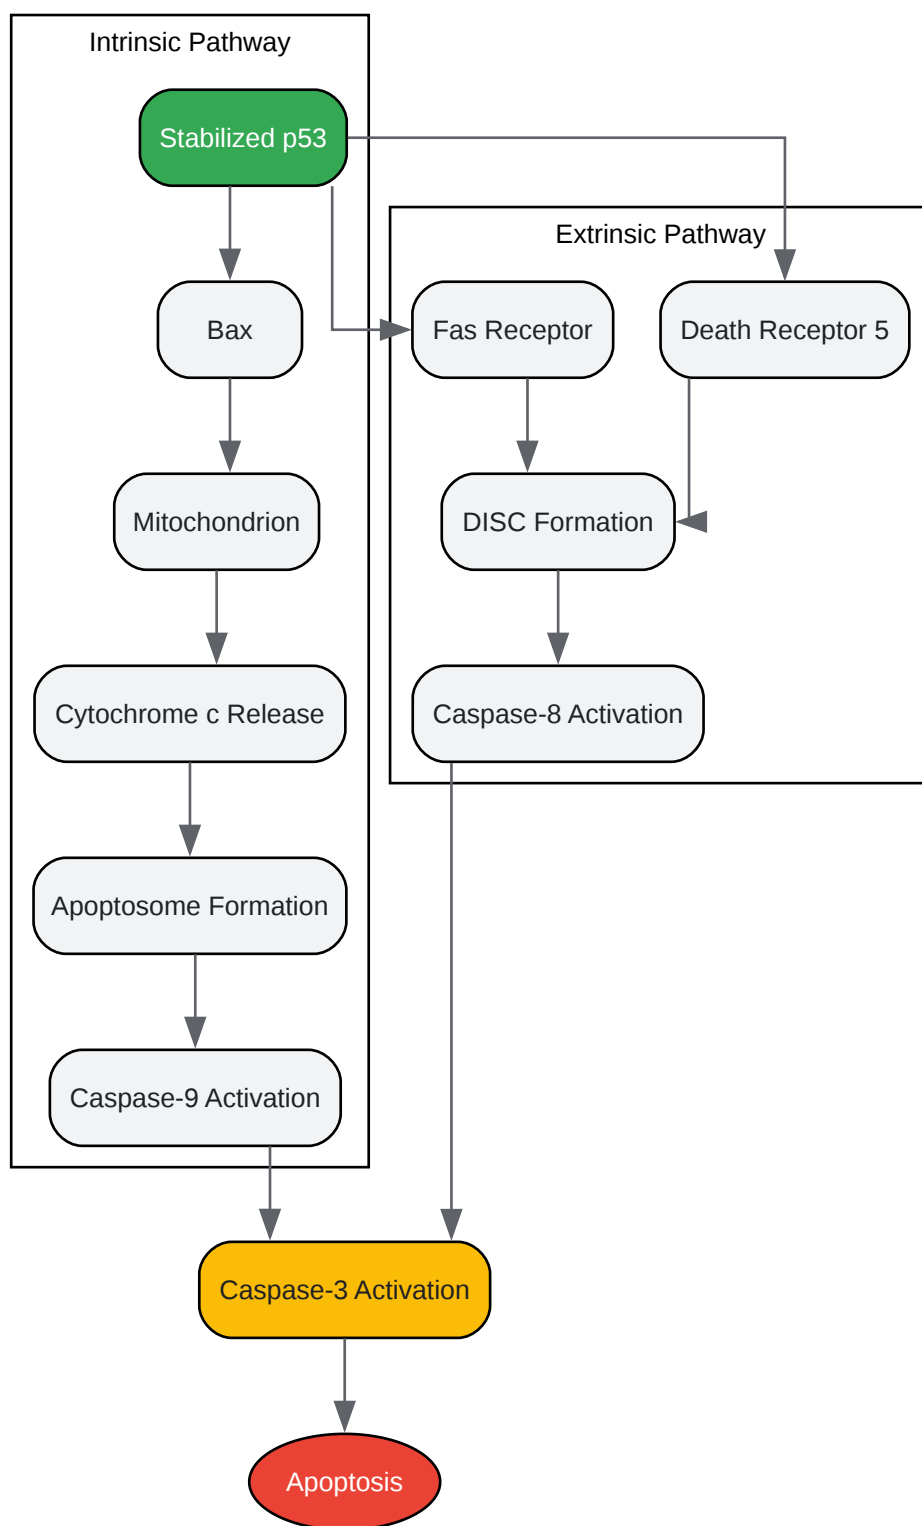 Intrinsic Pathway
Stabilized p53
Extrinsic Pathway
Bax
Fas Receptor
Death Receptor 5
Mitochondrion
DISC Formation
Cytochrome c Release
Caspase-8 Activation
Apoptosome Formation
Caspase-9 Activation
Caspase-3 Activation
Apoptosis